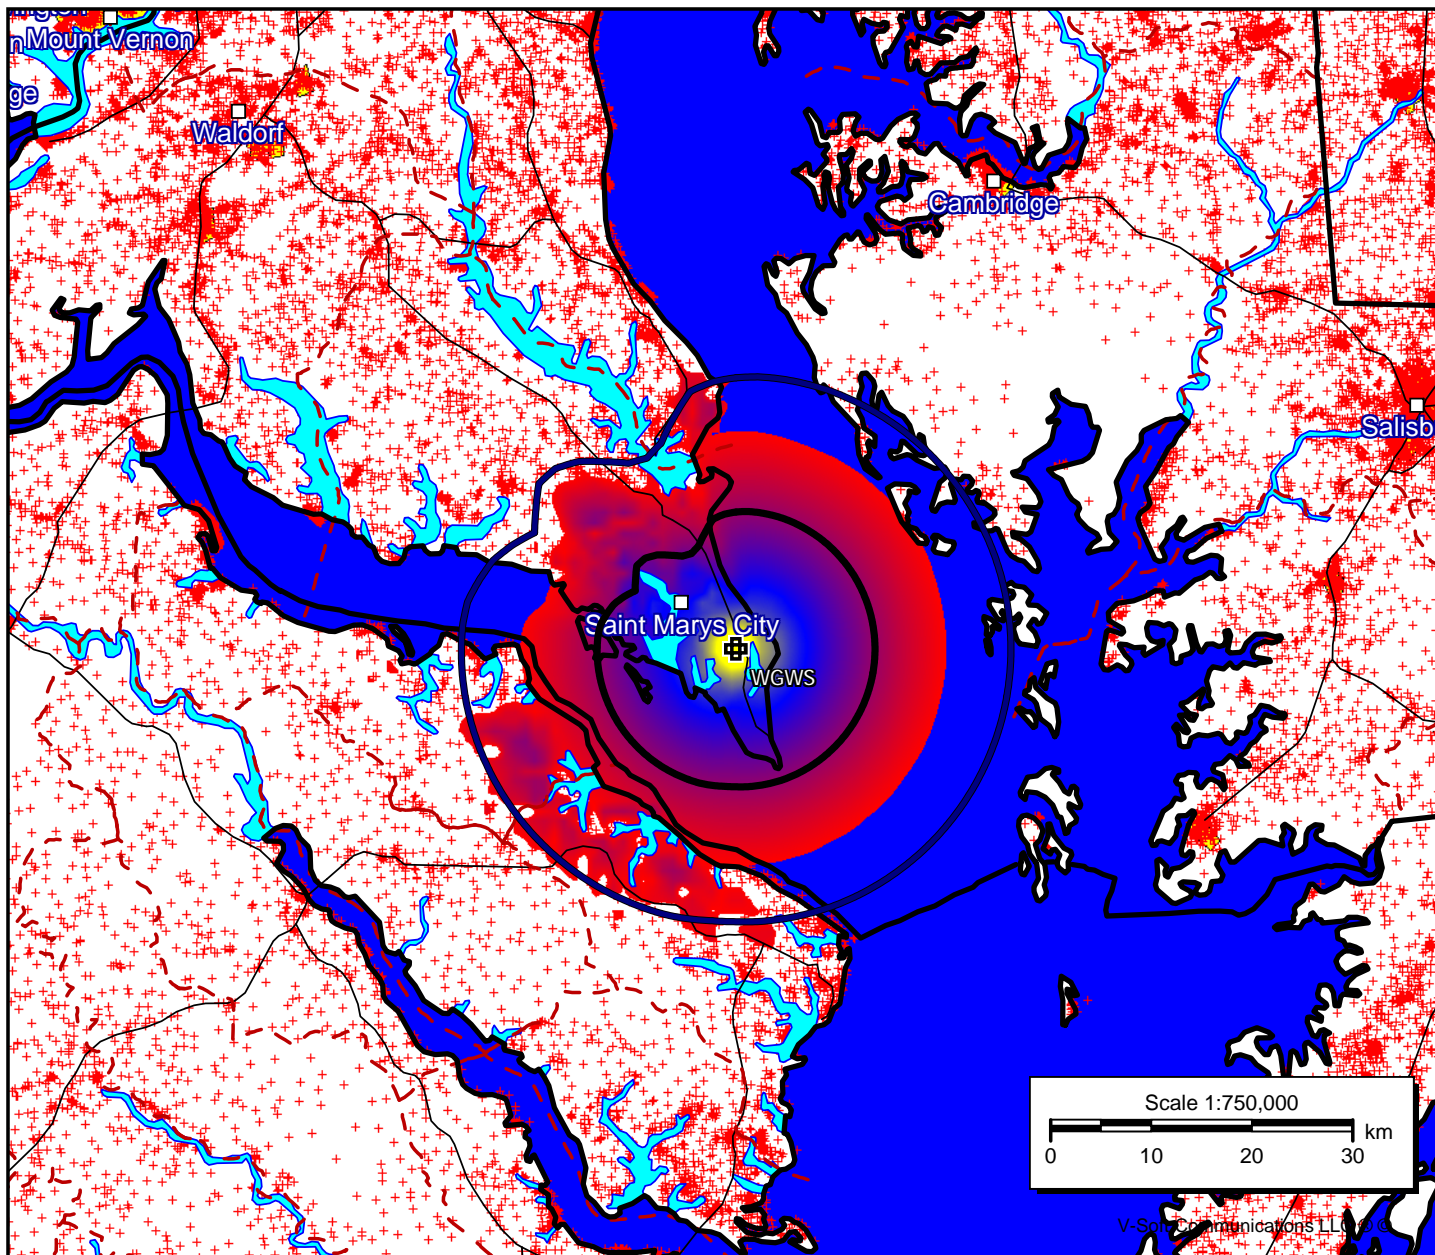 Mount Vernon
Waldorf
Cambridge
Salisb
Saint Marys City
WGWS
Scale 1:750,000
km
0 10 20 30
V-Soft Communications LLC ® ©